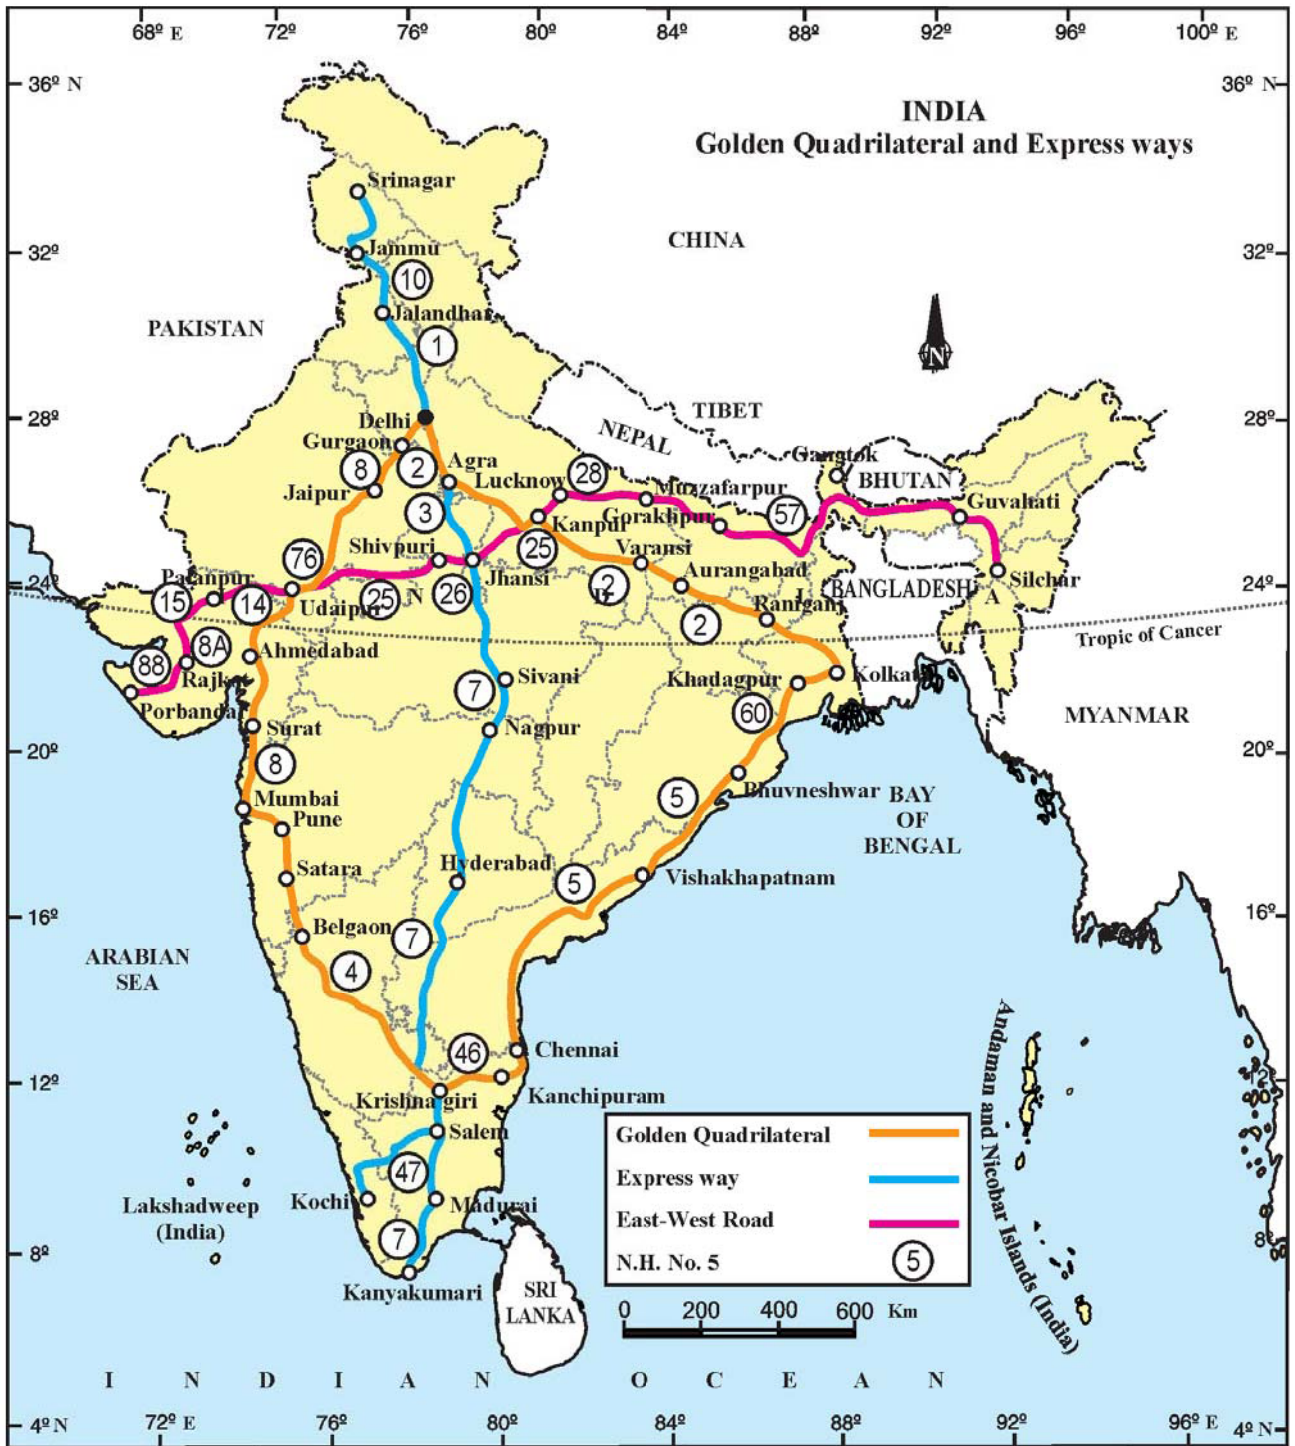 68º E 72º 76º 80º 84º 88º 92º 96º 100º E
36º N
36º N
INDIA
Golden Quadrilateral and Express ways
Srinagar
CHINA
32º
Jammu
32º
10
Jalandhar
PAKISTAN
1
N
TIBET
28º
Delhi
28º
NEPAL
Gurgaon
Gangtok
8
2
Agra
28
BHUTAN
Lucknow
Jaipur
Muzzafarpur
Guvahati
3
Gorakhpur
57
Kanpur
76
Shivpuri
25
Varansi
24º
Palanpur
Jhansi
Aurangabad
Silchar
24º
15
14
Udaipur
25
N
26
2
D
I
BANGLADESH
A
Raniganj
2
8A
Ahmedabad
Tropic of Cancer
88
Rajkot
Sivani
Khadagpur
Kolkata
7
Porbandar
60
MYANMAR
Surat
Nagpur
20º
20º
8
Mumbai
Bhuvneshwar
BAY
OF
BENGAL
5
Pune
Satara
Hyderabad
5
Vishakhapatnam
16º
16º
Belgaon
7
ARABIAN
SEA
4
Andaman and Nicobar Islands (India)
46
Chennai
12º
12º
Krishna giri
Kanchipuram
Salem
Golden Quadrilateral
47
Express way
Kochi
Madurai
Lakshadweep
(India)
East-West Road
7
8º
8º
N.H. No. 5 5
Kanyakumari
SRI
LANKA
0 200 400 600 Km
I N D I A N O C E A N
4º N 72º E 76º 80º 84º 88º 92º 96º E 4º N